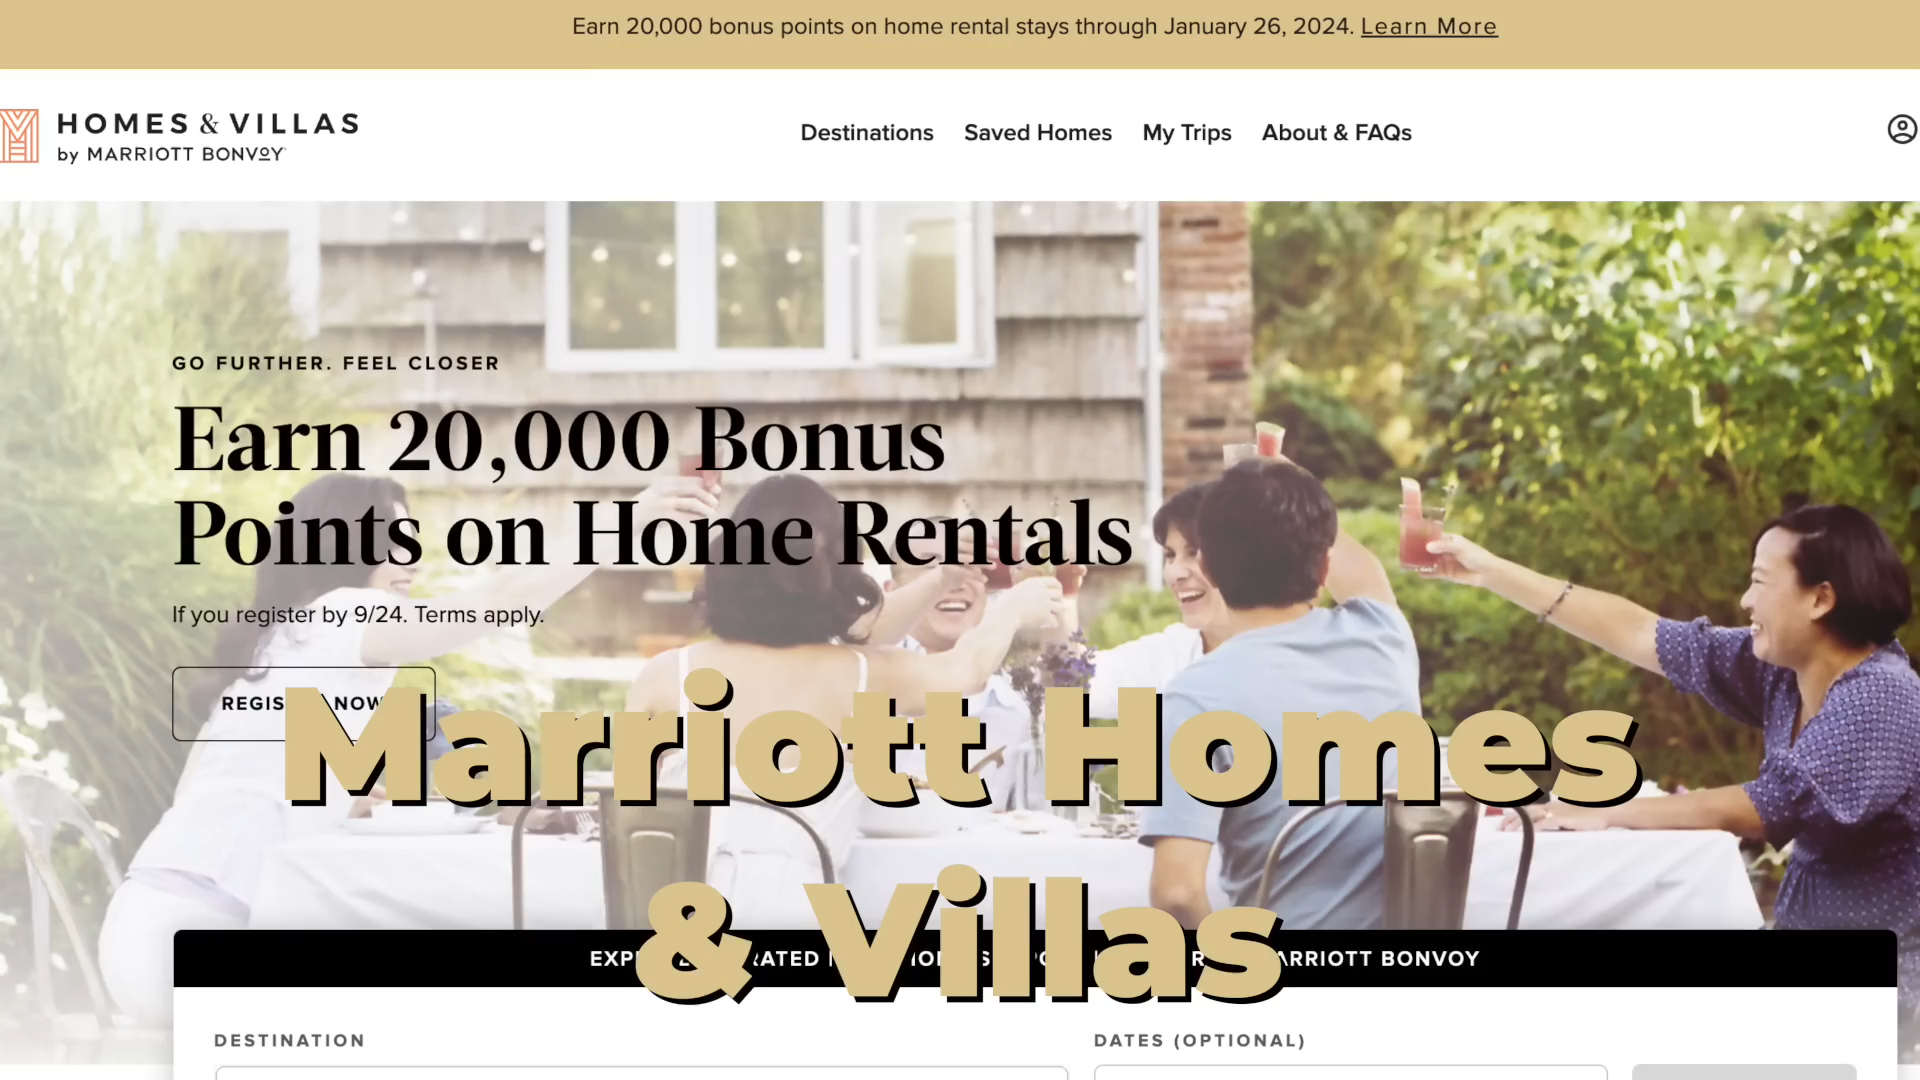 Earn 20,000 bonus points on home rental stays through January 26, 2024. Learn More
HOMES & VILLAS
by MARRIOTT BONVOY
Destinations
Saved Homes
My Trips
About & FAQs
GO FURTHER. FEEL CLOSER
Earn 20,000 Bonus
Points on Home Rentals
If you register by 9/24. Terms apply.
NOW
Marriott Homes
& Villas
MARRIOTT BONVOY
DESTINATION
DATES (OPTIONAL)